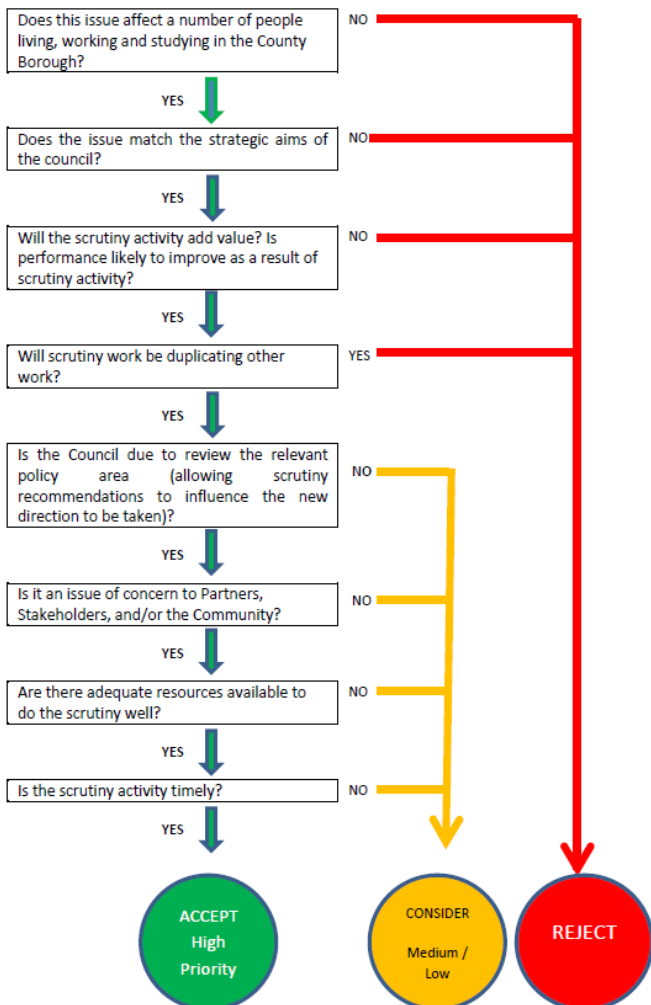 Does this issue affect a number of people
living, working and studying in the County
Borough?
NO
YES
Does the issue match the strategic aims of
the council?
NO
YES
Will the scrutiny activity add value? Is
performance likely to improve as a result of
scrutiny activity?
NO
YES
Will scrutiny work be duplicating other
work?
YES
YES
Is the Council due to review the relevant
policy area (allowing scrutiny
recommendations to influence the new
direction to be taken)?
NO
YES
Is it an issue of concern to Partners,
Stakeholders, and/or the Community?
NO
YES
Are there adequate resources available to
do the scrutiny well?
NO
YES
Is the scrutiny activity timely?
NO
YES
ACCEPT
High
Priority
CONSIDER
Medium /
Low
REJECT